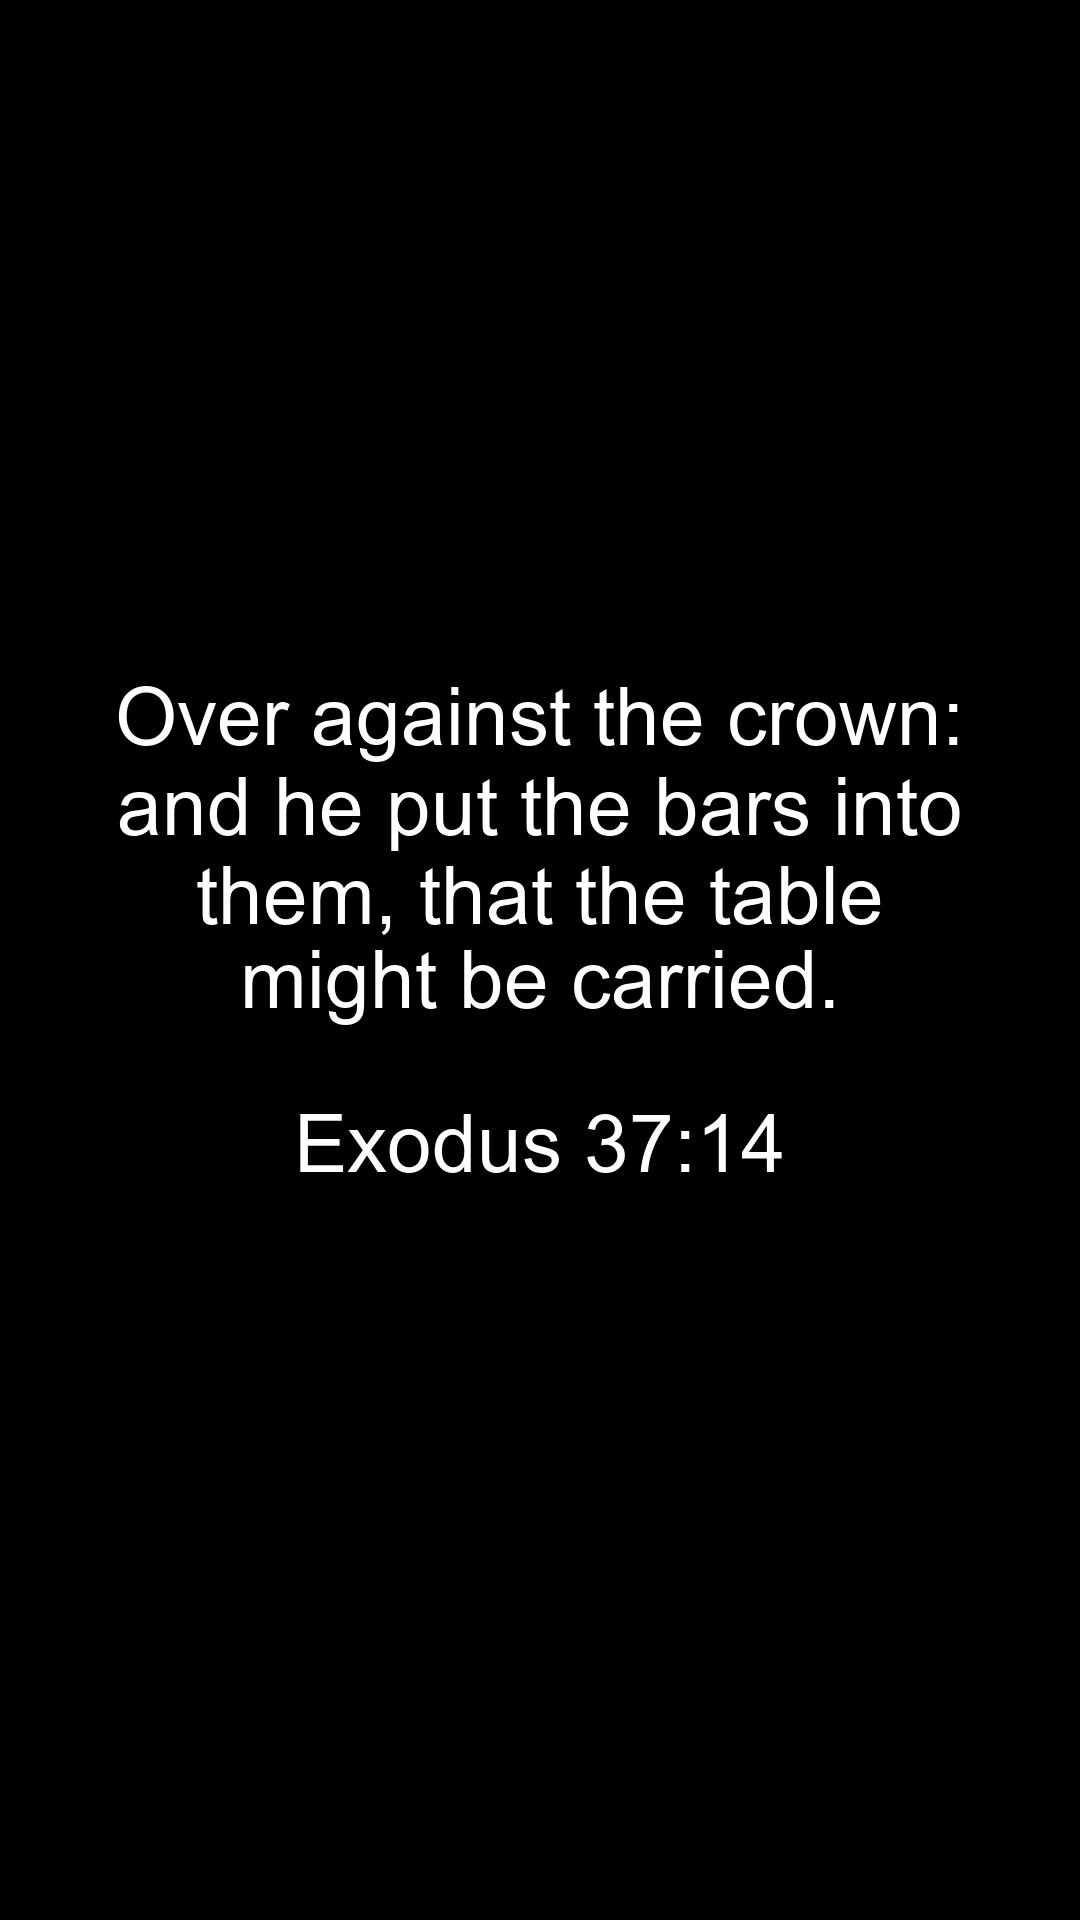 Over against the crown:
and he put the bars into
them, that the table
might be carried.
Exodus 37:14